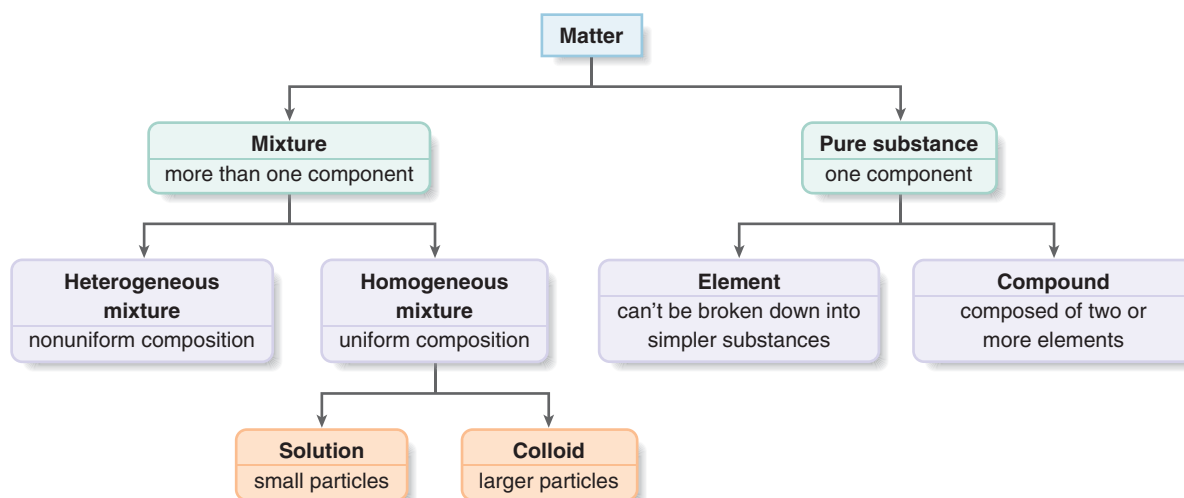 Matter
Mixture
more than one component
Pure substance
one component
Heterogeneous
mixture
nonuniform composition
Homogeneous
mixture
uniform composition
Element
can’t be broken down into
simpler substances
Compound
composed of two or
more elements
Solution
small particles
Colloid
larger particles